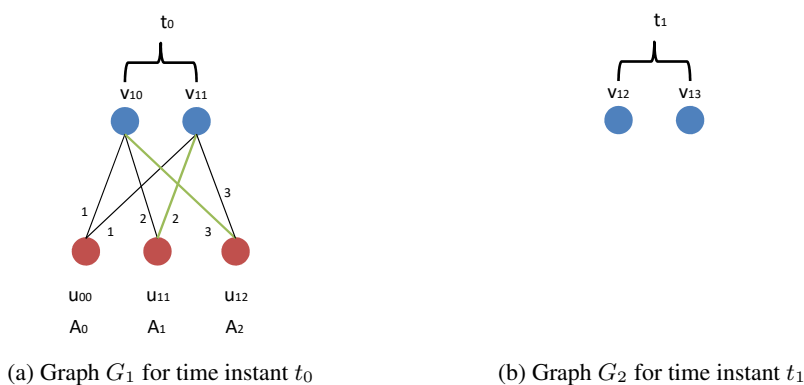 t₀
t₁
v₁₀ v₁₁
v₁₂ v₁₃
3
1 2 2
1 3
u₀₀ u₁₁ u₁₂
A₀ A₁ A₂
(a) Graph G₁ for time instant t₀
(b) Graph G₂ for time instant t₁